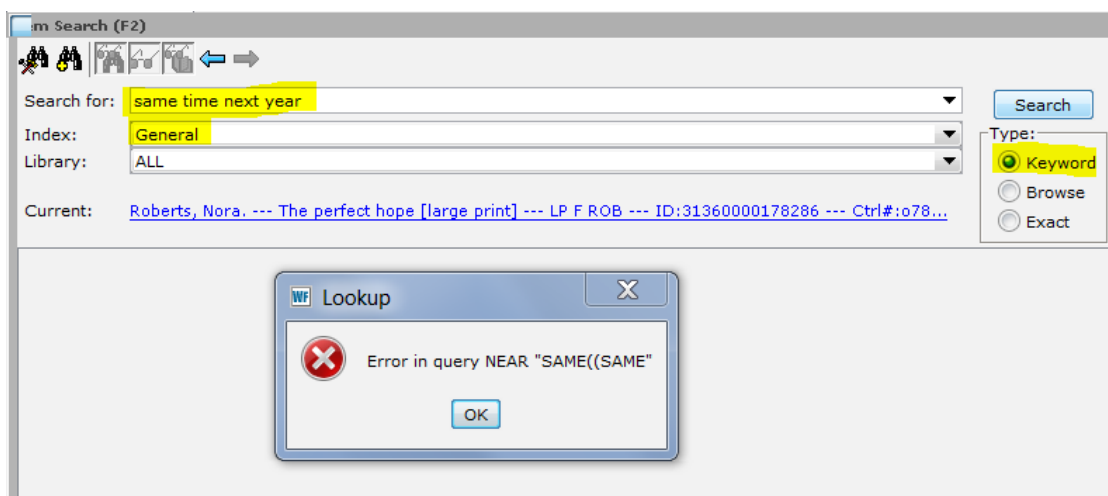 em Search (F2)
Search for: same time next year Search
Index: General Type:
Library: ALL Keyword
Browse
Current: Roberts, Nora. --- The perfect hope [large print] --- LP F ROB --- ID:31360000178286 --- Ctrl#:o78...
Exact
WF Lookup X
Error in query NEAR "SAME((SAME"
OK